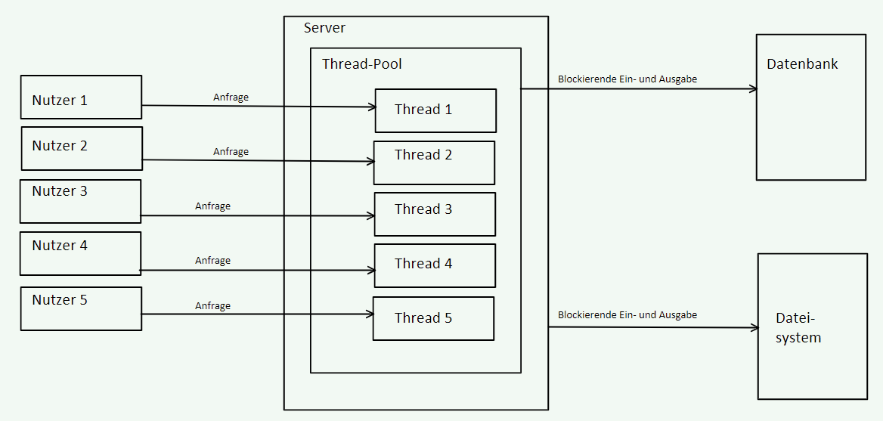 Server
Thread-Pool
Nutzer 1
Anfrage
Thread 1
Nutzer 2
Anfrage
Thread 2
Nutzer 3
Anfrage
Thread 3
Nutzer 4
Anfrage
Thread 4
Nutzer 5
Anfrage
Thread 5
Blockierende Ein- und Ausgabe
Datenbank
Blockierende Ein- und Ausgabe
Datei-
system